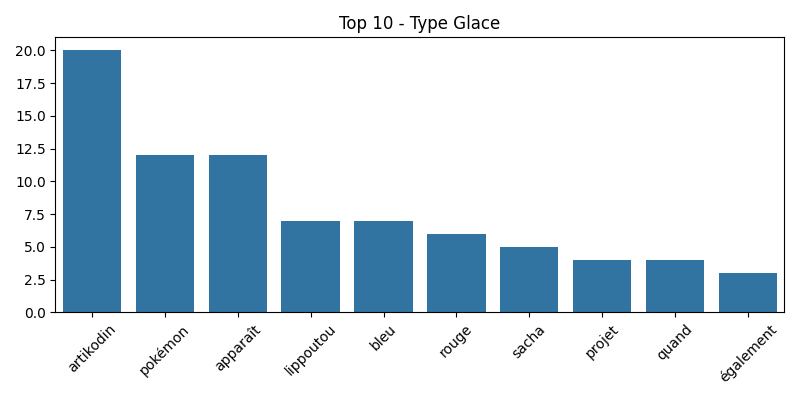 Top 10 - Type Glace
20.0
17.5
15.0
12.5
10.0
7.5
5.0
2.5
0.0
artikodin
pokémon
apparaît
lippoutou
bleu
rouge
sacha
projet
quand
également